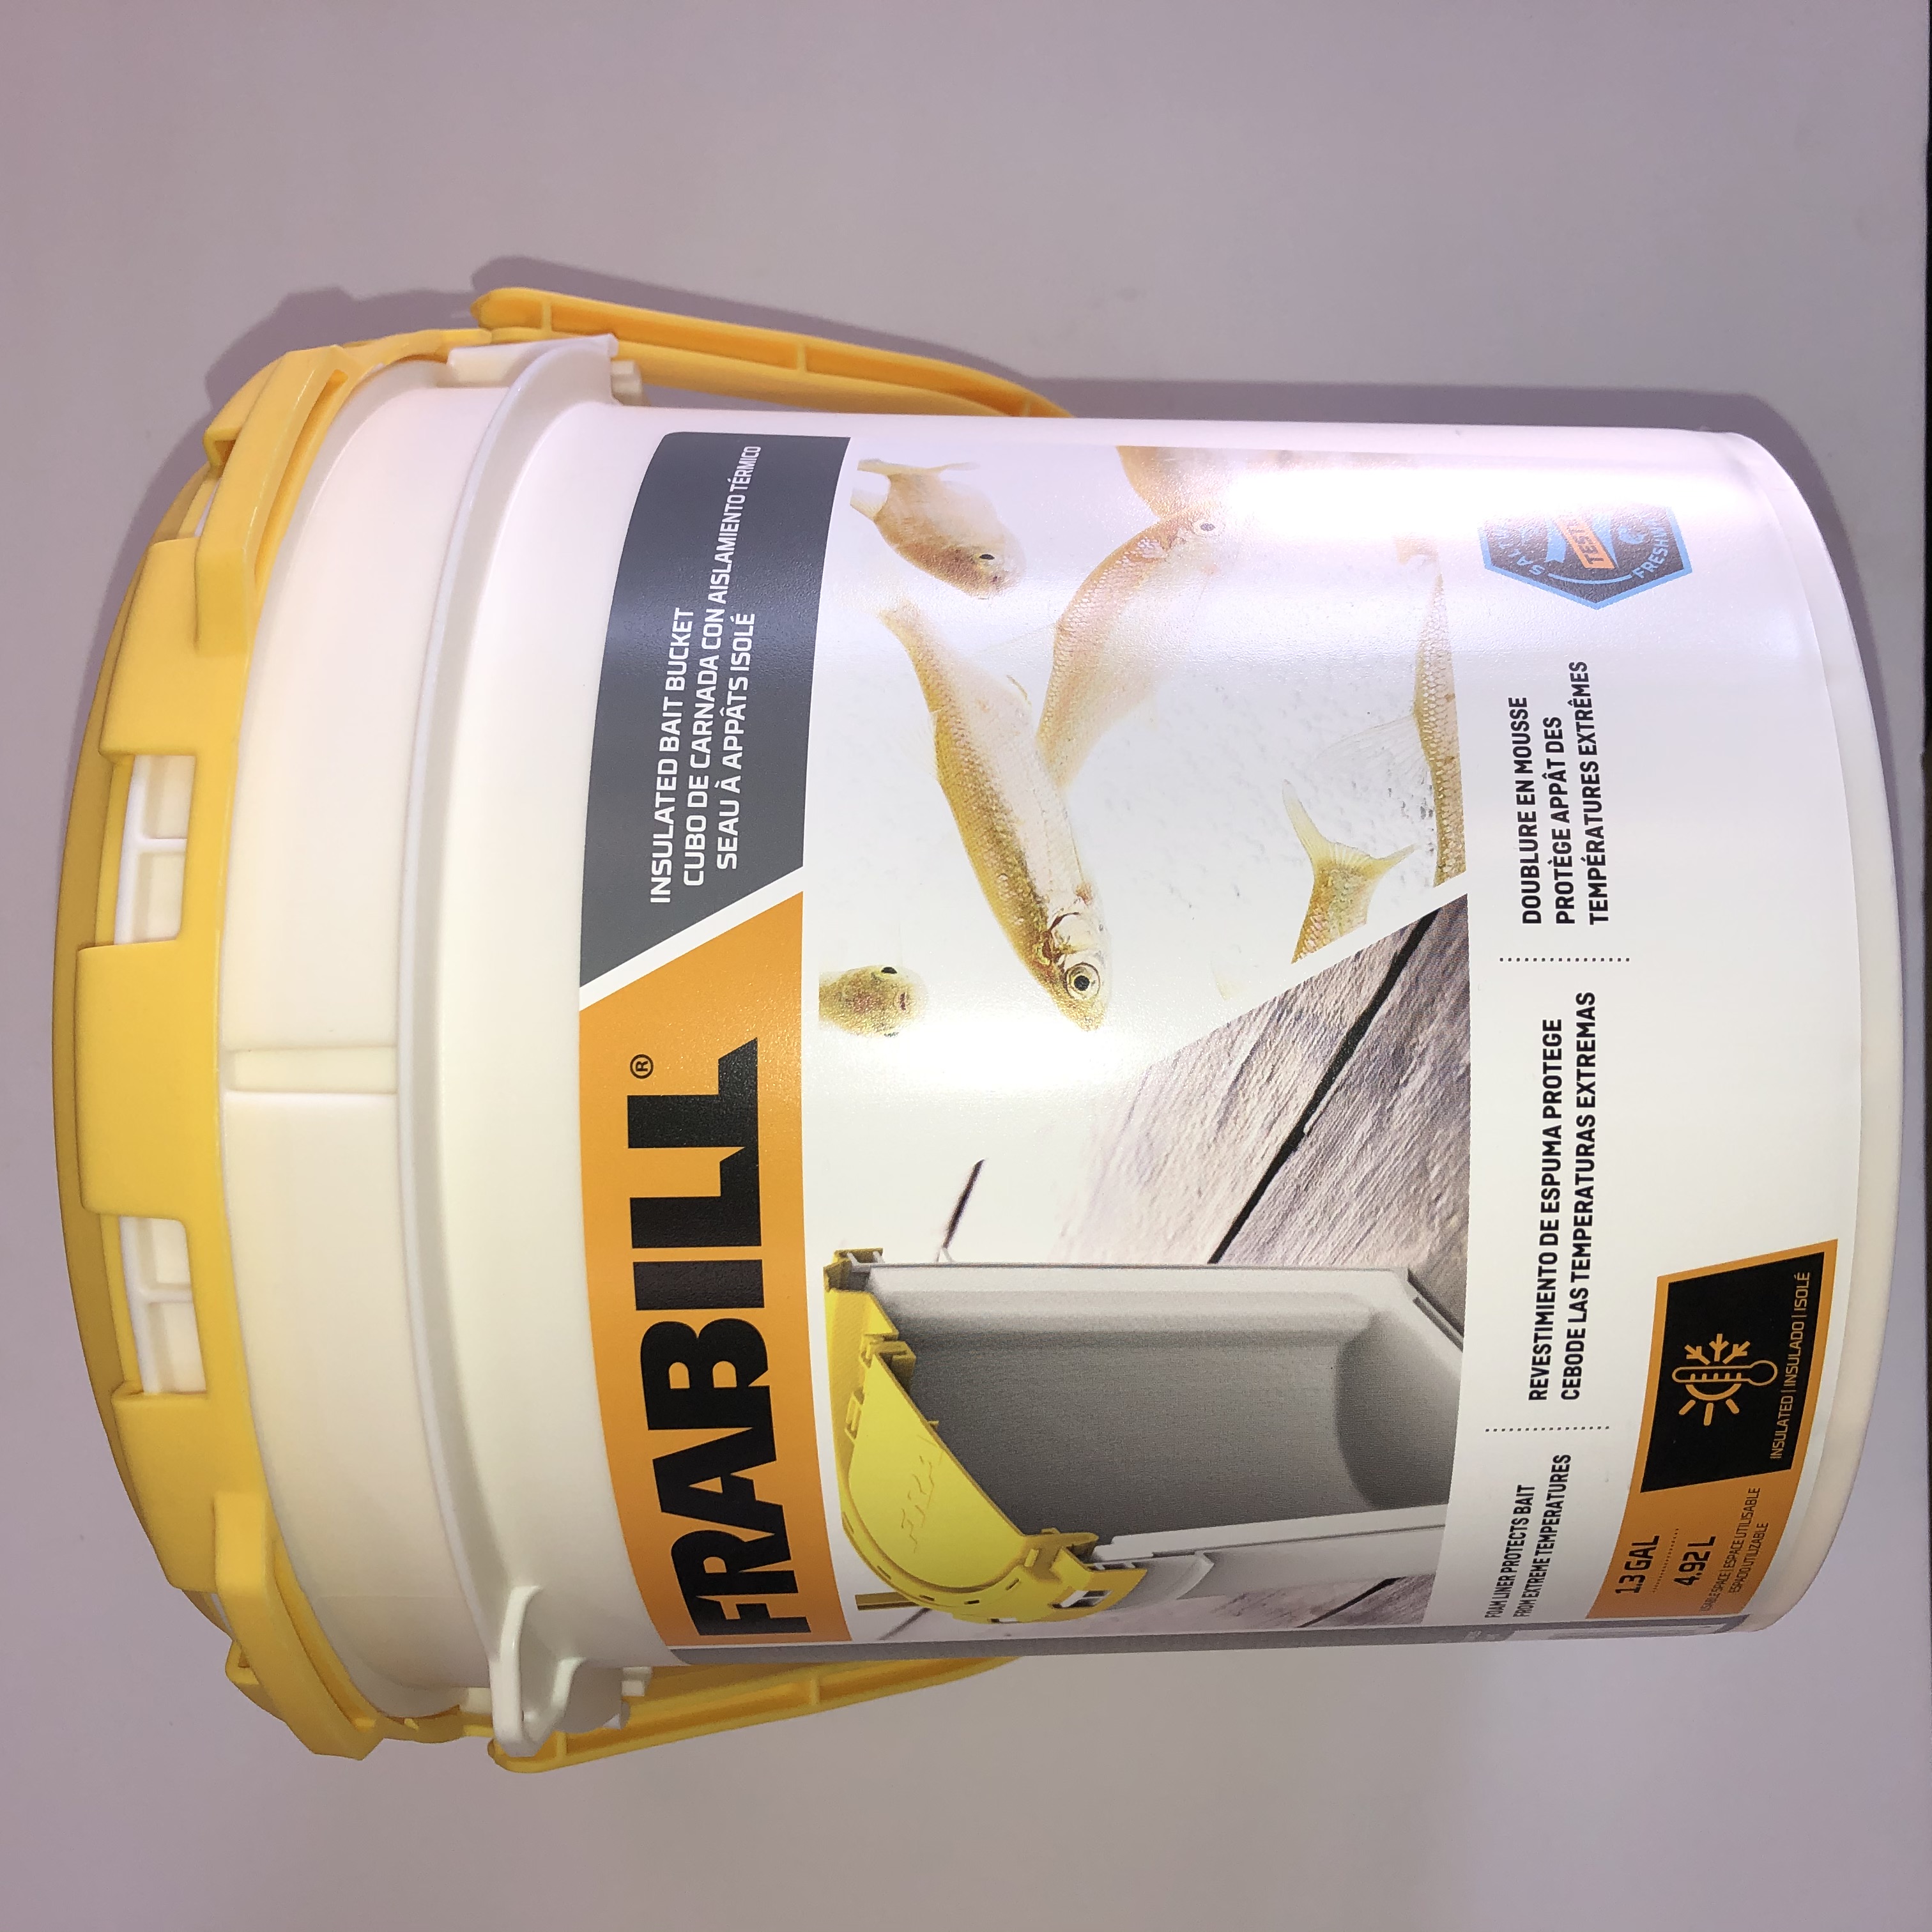 FRABILL®
INSULATED BAIT BUCKET
CUBO DE CARNADA CON AISLAMIENTO TÉRMICO
SEAU À APPÂTS ISOLÉ
FRA
FOAM LINER PROTECTS BAIT
FROM EXTREME TEMPERATURES
REVESTIMIENTO DE ESPUMA PROTEGE
CEBODE LAS TEMPERATURAS EXTREMAS
DOUBLURE EN MOUSSE
PROTÈGE APPÂT DES
TEMPÉRATURES EXTRÊMES
1.3 GAL
4.92 L
USABLE SPACE | ESPACE UTILISABLE
ESPACIO UTILIZABLE
INSULATED | INSULADO | ISOLÉ